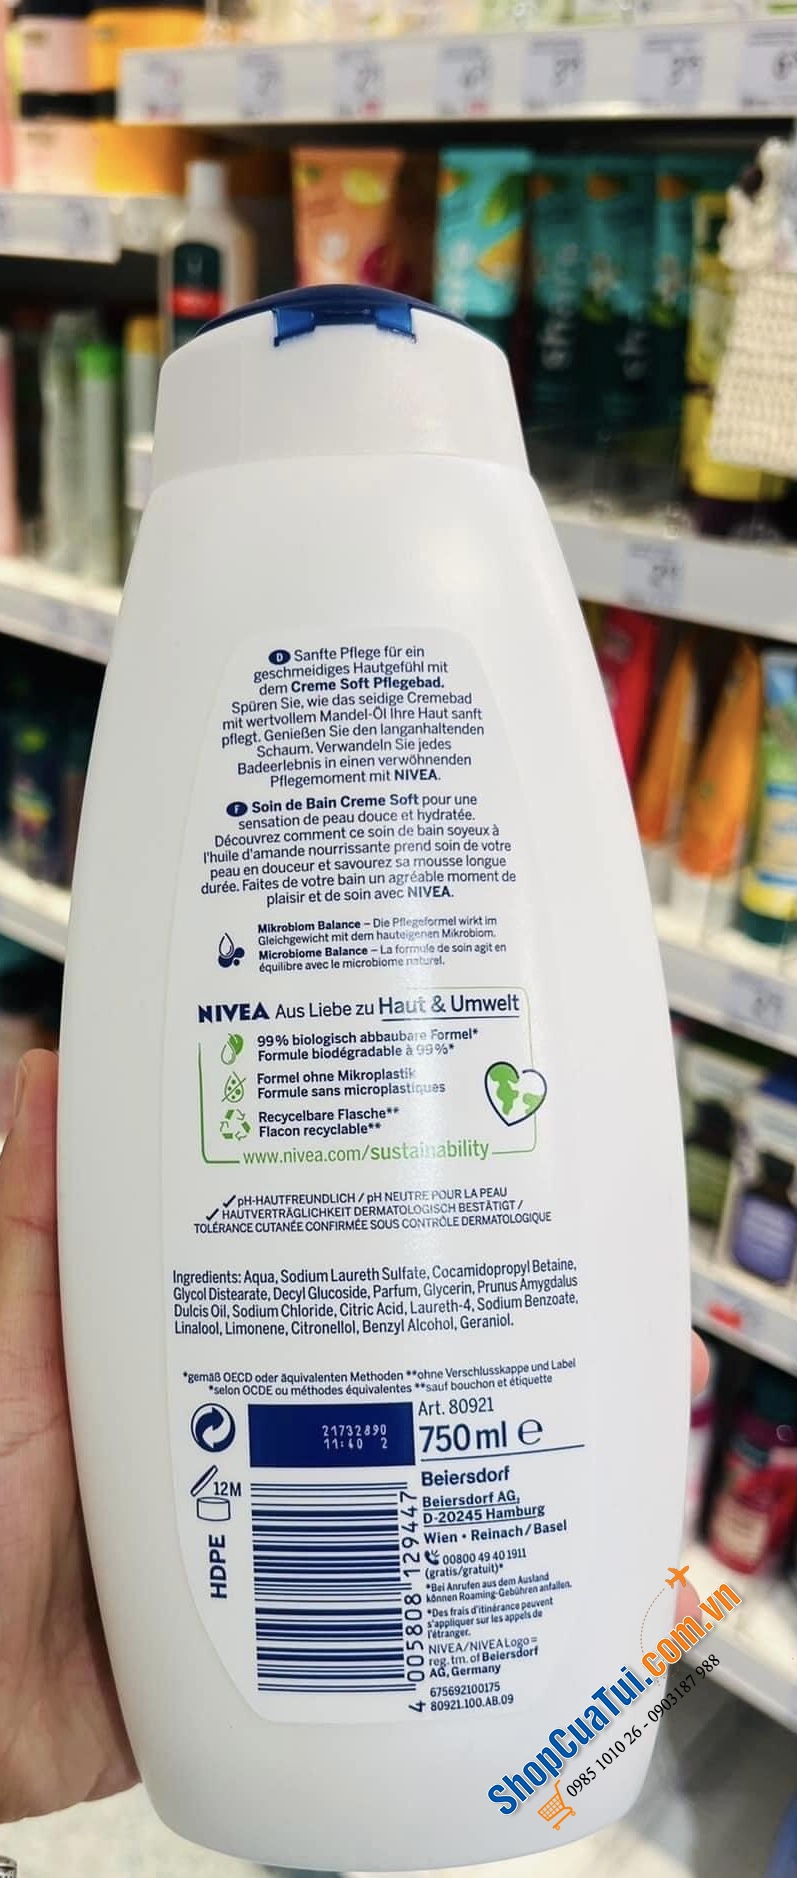 D Sanfte Pflege für ein
geschmeidiges Hautgefühl mit
dem Creme Soft Pflegebad.
Spüren Sie, wie das seidige Cremebad
mit wertvollem Mandel-Öl Ihre Haut sanft
pflegt. Genießen Sie den langanhaltenden
Schaum. Verwandeln Sie jedes
Badeerlebnis in einen verwöhnenden
Pflegemoment mit NIVEA.
F Soin de Bain Creme Soft pour une
sensation de peau douce et hydratée.
Découvrez comment ce soin de bain soyeux à
l'huile d'amande nourrissante prend soin de votre
peau en douceur et savourez sa mousse longue
durée. Faites de votre bain un agréable moment de
plaisir et de soin avec NIVEA.
Mikrobiom Balance – Die Pflegeformel wirkt im
Gleichgewicht mit dem hauteigenen Mikrobiom.
Microbiome Balance – La formule de soin agit en
équilibre avec le microbiome naturel.
NIVEA Aus Liebe zu Haut & Umwelt
99% biologisch abbaubare Formel*
Formule biodégradable à 99%*
Formel ohne Mikroplastik
Formule sans microplastiques
Recycelbare Flasche**
Flacon recyclable**
www.nivea.com/sustainability
✓ pH-HAUTFREUNDLICH / pH NEUTRE POUR LA PEAU
✓ HAUTVERTRÄGLICHKEIT DERMATOLOGISCH BESTÄTIGT /
TOLÉRANCE CUTANÉE CONFIRMÉE SOUS CONTRÔLE DERMATOLOGIQUE
Ingredients: Aqua, Sodium Laureth Sulfate, Cocamidopropyl Betaine,
Glycol Distearate, Decyl Glucoside, Parfum, Glycerin, Prunus Amygdalus
Dulcis Oil, Sodium Chloride, Citric Acid, Laureth-4, Sodium Benzoate,
Linalool, Limonene, Citronellol, Benzyl Alcohol, Geraniol.
*gemäß OECD oder äquivalenten Methoden **ohne Verschlusskappe und Label
*selon OCDE ou méthodes équivalentes **sauf bouchon et étiquette
21732890
11:40 2
Art. 80921
750 ml e
12M
HDPE
4 005808 129447
Beiersdorf
Beiersdorf AG,
D-20245 Hamburg
Wien • Reinach/Basel
00800 49 40 1911
(gratis/gratuit)*
*Bei Anrufen aus dem Ausland
können Roaming-Gebühren anfallen.
*Des frais d'itinérance peuvent
s'appliquer sur les appels de
l'étranger.
NIVEA/NIVEA Logo =
reg. tm. of Beiersdorf
AG, Germany
675692100175
80921.100.AB.09
ShopCuaTui.com.vn
0985 1010 26 - 0903187 988